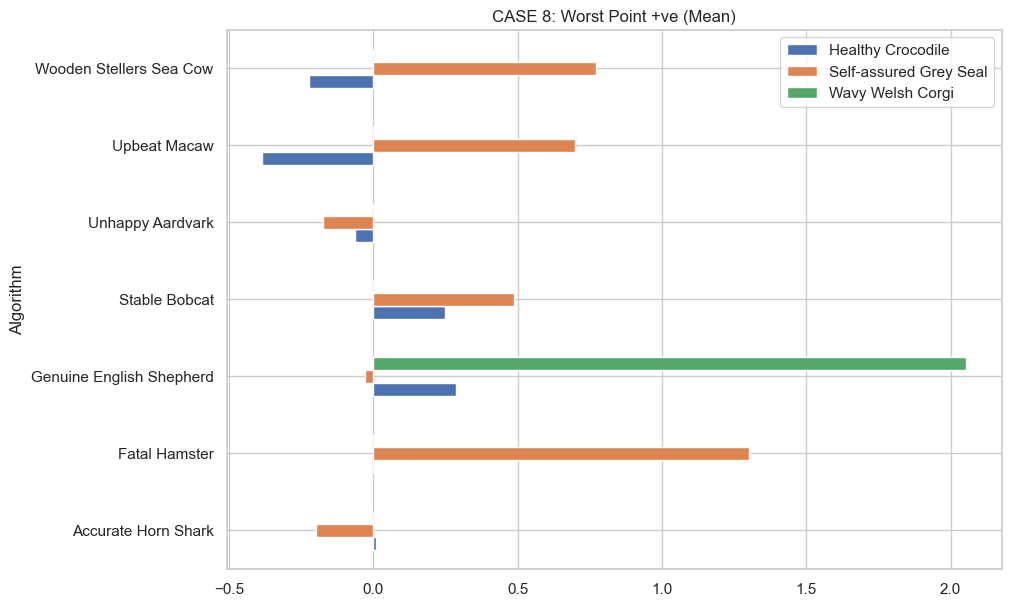 CASE 8: Worst Point +ve (Mean)
Healthy Crocodile
Self-assured Grey Seal
Wavy Welsh Corgi
Algorithm
Wooden Stellers Sea Cow
Upbeat Macaw
Unhappy Aardvark
Stable Bobcat
Genuine English Shepherd
Fatal Hamster
Accurate Horn Shark
−0.5 0.0 0.5 1.0 1.5 2.0